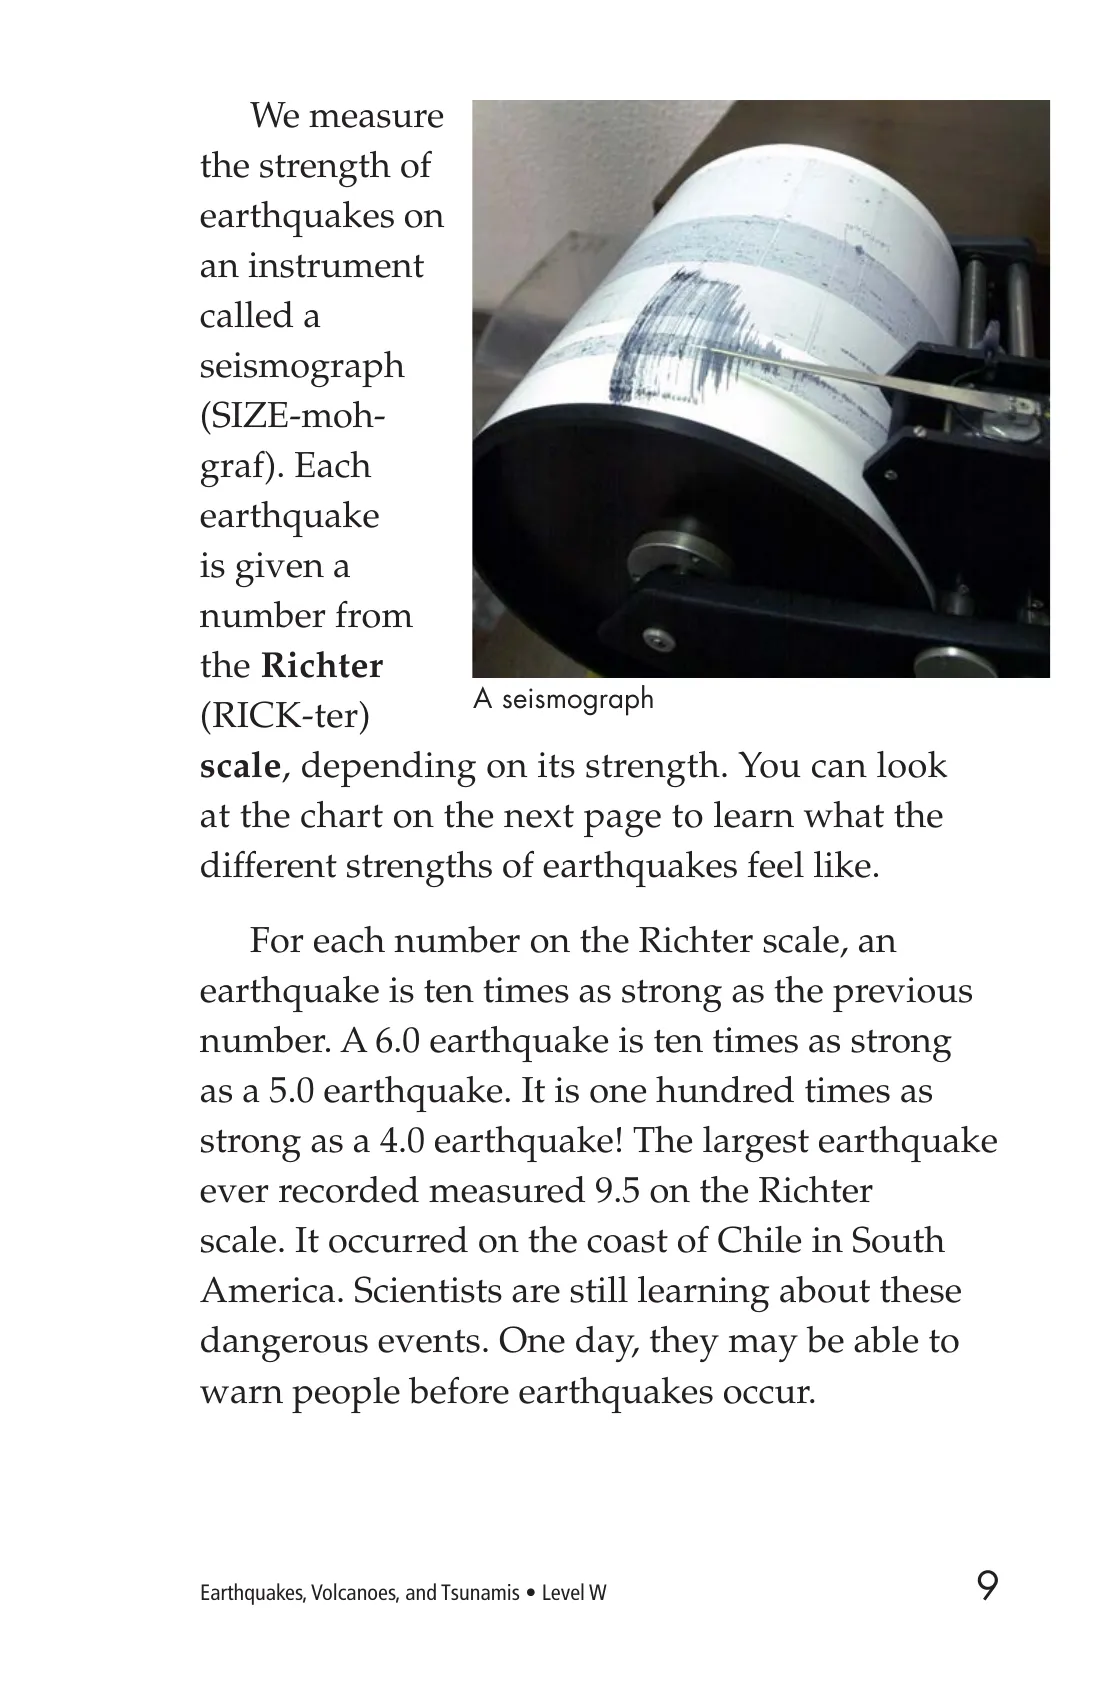 We measure
the strength of
earthquakes on
an instrument
called a
seismograph
(SIZE-moh-
graf). Each
earthquake
is given a
number from
the Richter
(RICK-ter)
A seismograph
scale, depending on its strength. You can look
at the chart on the next page to learn what the
different strengths of earthquakes feel like.
For each number on the Richter scale, an
earthquake is ten times as strong as the previous
number. A 6.0 earthquake is ten times as strong
as a 5.0 earthquake. It is one hundred times as
strong as a 4.0 earthquake! The largest earthquake
ever recorded measured 9.5 on the Richter
scale. It occurred on the coast of Chile in South
America. Scientists are still learning about these
dangerous events. One day, they may be able to
warn people before earthquakes occur.
Earthquakes, Volcanoes, and Tsunamis • Level W
9